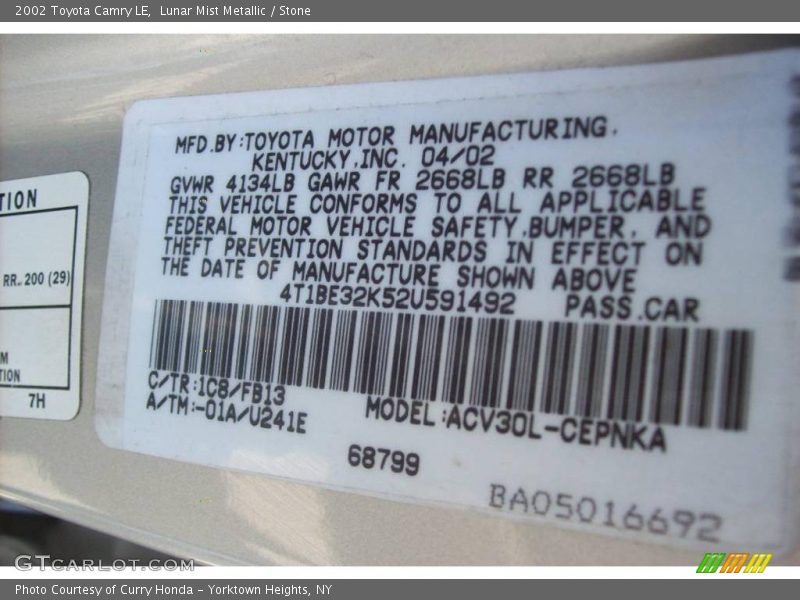 2002 Toyota Camry LE,  Lunar Mist Metallic / Stone
TION
RR.. 200 (29)
M
TION
7H
MFD.BY:TOYOTA MOTOR MANUFACTURING.
KENTUCKY.INC. 04/02
GVWR 4134LB GAWR FR 2668LB RR 2668LB
THIS VEHICLE CONFORMS TO ALL APPLICABLE
FEDERAL MOTOR VEHICLE SAFETY.BUMPER. AND
THEFT PREVENTION STANDARDS IN EFFECT ON
THE DATE OF MANUFACTURE SHOWN ABOVE
4T1BE32K52U591492 PASS.CAR
C/TR:1C8/FB13
A/TM:-01A/U241E
MODEL:ACV30L-CEPNKA
68799
BA05016692
GTCARLOT.COM
Photo Courtesy of Curry Honda - Yorktown Heights, NY